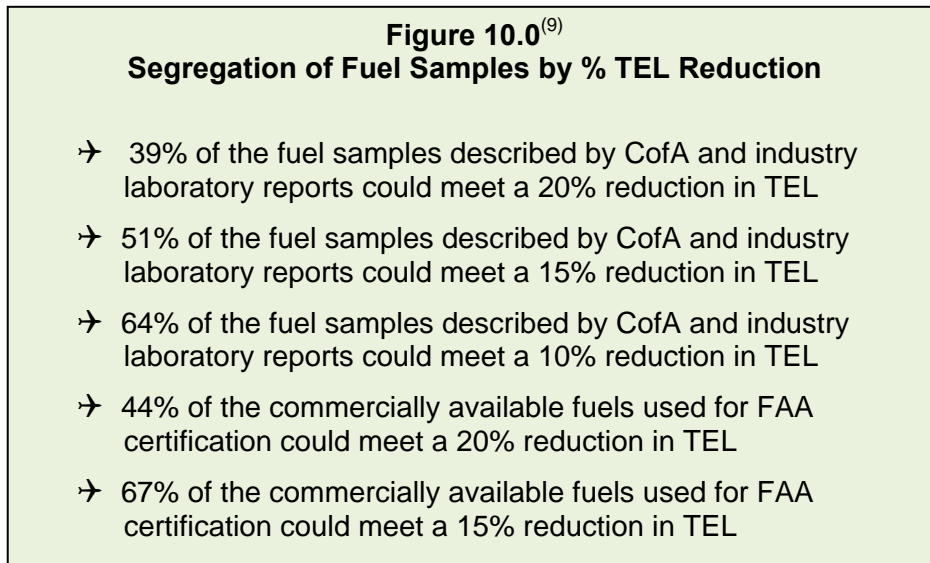 Figure 10.0(9)
Segregation of Fuel Samples by % TEL Reduction
✈ 39% of the fuel samples described by CofA and industry
laboratory reports could meet a 20% reduction in TEL
✈ 51% of the fuel samples described by CofA and industry
laboratory reports could meet a 15% reduction in TEL
✈ 64% of the fuel samples described by CofA and industry
laboratory reports could meet a 10% reduction in TEL
✈ 44% of the commercially available fuels used for FAA
certification could meet a 20% reduction in TEL
✈ 67% of the commercially available fuels used for FAA
certification could meet a 15% reduction in TEL